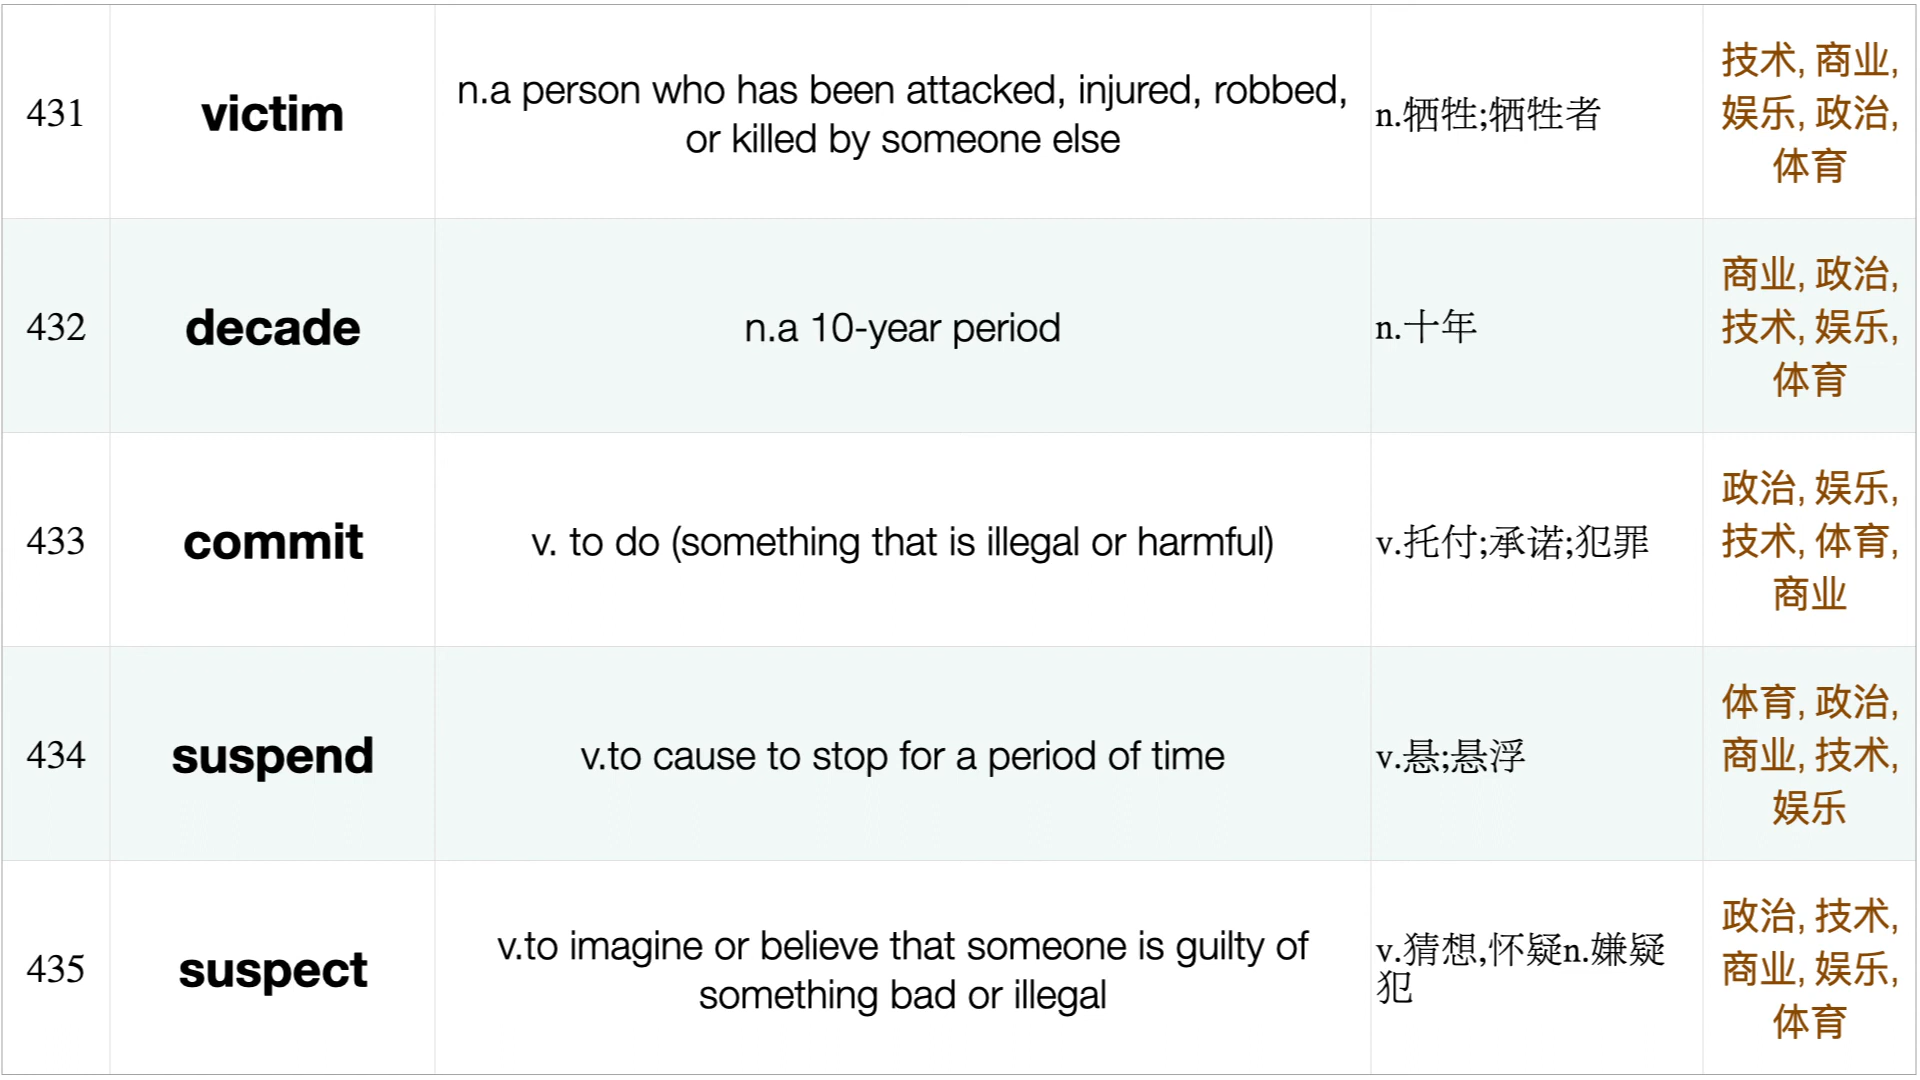 431
victim
n.a person who has been attacked, injured, robbed,
or killed by someone else
n.牺牲;牺牲者
技术, 商业,
娱乐, 政治,
体育
432
decade
n.a 10-year period
n.十年
商业, 政治,
技术, 娱乐,
体育
433
commit
v. to do (something that is illegal or harmful)
v.托付;承诺;犯罪
政治, 娱乐,
技术, 体育,
商业
434
suspend
v.to cause to stop for a period of time
v.悬;悬浮
体育, 政治,
商业, 技术,
娱乐
435
suspect
v.to imagine or believe that someone is guilty of
something bad or illegal
v.猜想,怀疑n.嫌疑
犯
政治, 技术,
商业, 娱乐,
体育